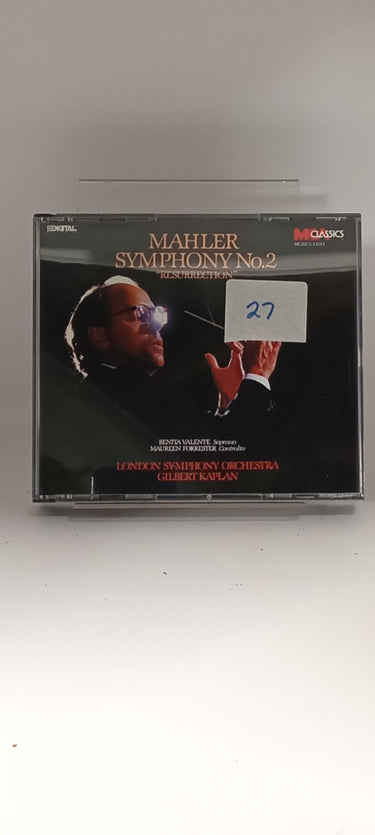 DIGITAL
MCA CLASSICS
MAHLER
SYMPHONY No.2
"RESURRECTION"
27
BENITA VALENTE Soprano
MAUREEN FORRESTER Contralto
LONDON SYMPHONY ORCHESTRA
GILBERT KAPLAN